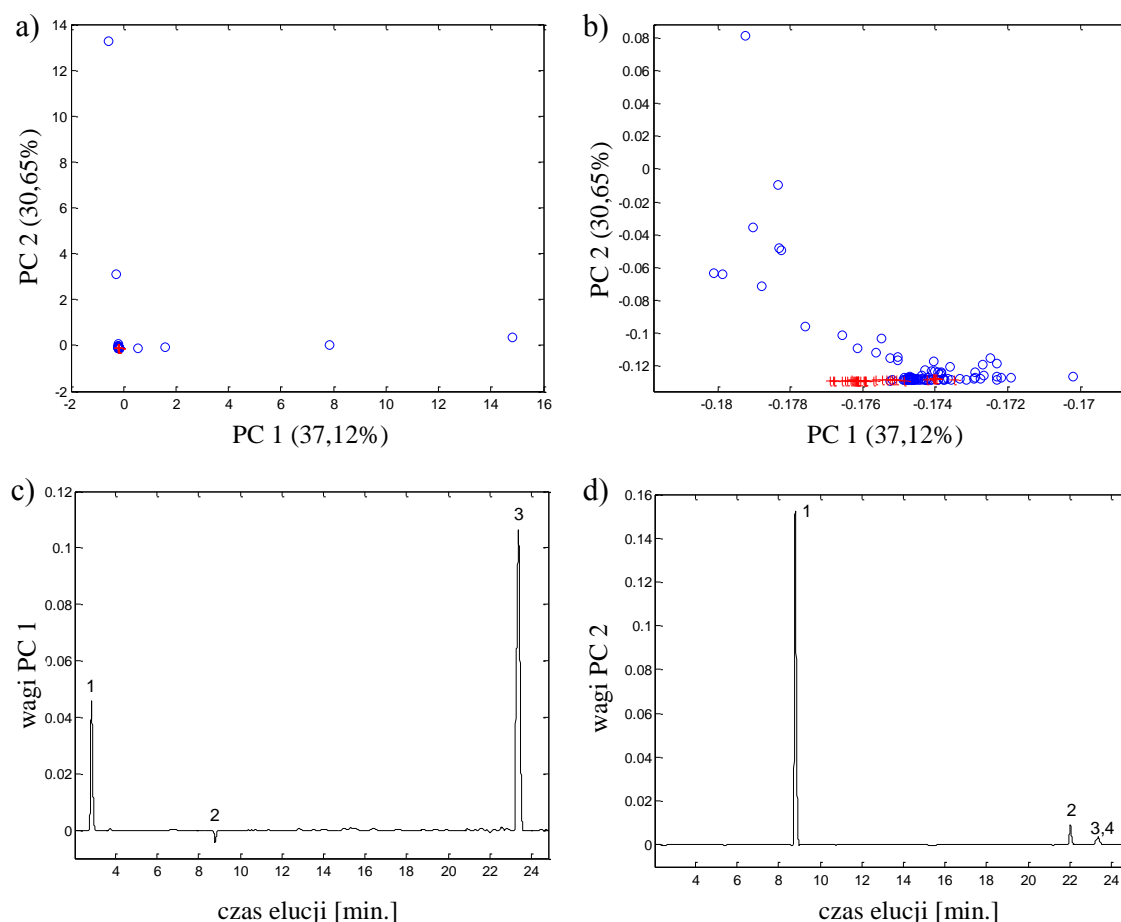 a)
14
12
10
8
6
4
2
0
-2
-2 0 2 4 6 8 10 12 14 16
PC 2 (30,65%)
PC 1 (37,12%)
b)
0.08
0.06
0.04
0.02
0
-0.02
-0.04
-0.06
-0.08
-0.1
-0.12
-0.18 -0.178 -0.176 -0.174 -0.172 -0.17
PC 2 (30,65%)
PC 1 (37,12%)
c)
0.12
0.1
0.08
0.06
0.04
0.02
0
1
2
3
4 6 8 10 12 14 16 18 20 22 24
wagi PC 1
czas elucji [min.]
d)
0.16
0.14
0.12
0.1
0.08
0.06
0.04
0.02
0
1
2
3,4
4 6 8 10 12 14 16 18 20 22 24
wagi PC 2
czas elucji [min.]